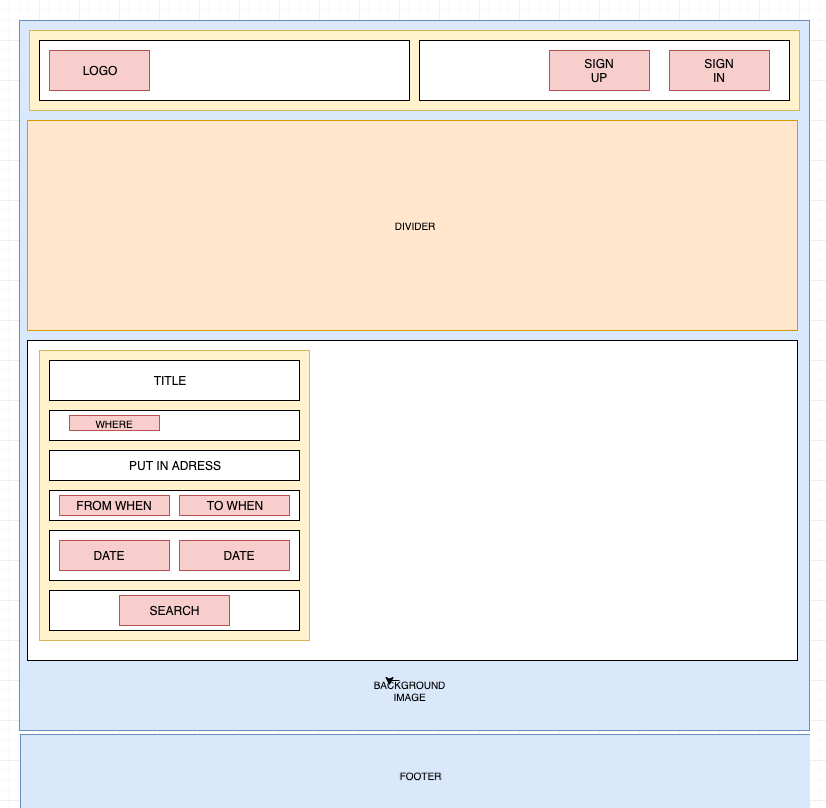 LOGO
SIGN
UP
SIGN
IN
DIVIDER
TITLE
WHERE
PUT IN ADRESS
FROM WHEN
TO WHEN
DATE
DATE
SEARCH
BACKGROUND
IMAGE
FOOTER